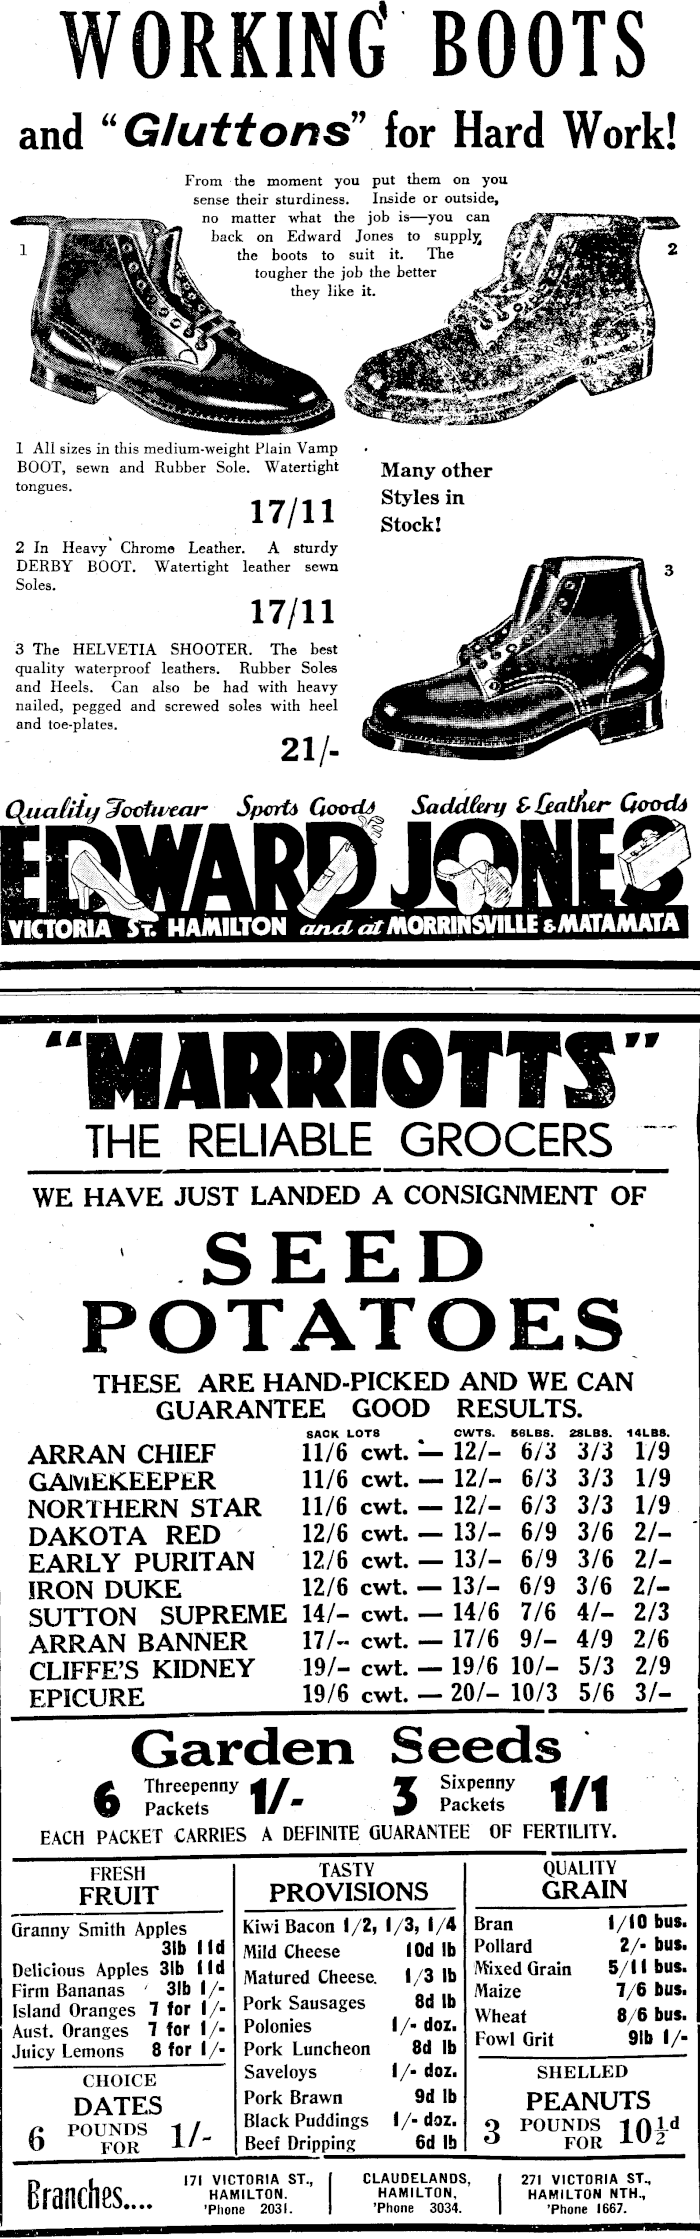 WORKING BOOTS
and "Gluttons" for Hard Work!
From the moment you put them on you
sense their sturdiness. Inside or outside,
no matter what the job is—you can
back on Edward Jones to supply
the boots to suit it. The
tougher the job the better
they like it.
1
2
1 All sizes in this medium-weight Plain Vamp
BOOT, sewn and Rubber Sole. Watertight
tongues.
17/11
Many other
Styles in
Stock!
2 In Heavy Chrome Leather. A sturdy
DERBY BOOT. Watertight leather sewn
Soles.
17/11
3
3 The HELVETIA SHOOTER. The best
quality waterproof leathers. Rubber Soles
and Heels. Can also be had with heavy
nailed, pegged and screwed soles with heel
and toe-plates.
21/-
Quality Footwear Sports Goods Saddlery & Leather Goods
EDWARD JONES
VICTORIA ST. HAMILTON and at MORRINSVILLE & MATAMATA
"MARRIOTTS"
THE RELIABLE GROCERS
WE HAVE JUST LANDED A CONSIGNMENT OF
SEED
POTATOES
THESE ARE HAND-PICKED AND WE CAN
GUARANTEE GOOD RESULTS.
SACK LOTS CWTS. 56LBS. 28LBS. 14LBS.
ARRAN CHIEF 11/6 cwt. — 12/- 6/3 3/3 1/9
GAMEKEEPER 11/6 cwt. — 12/- 6/3 3/3 1/9
NORTHERN STAR 11/6 cwt. — 12/- 6/3 3/3 1/9
DAKOTA RED 12/6 cwt. — 13/- 6/9 3/6 2/-
EARLY PURITAN 12/6 cwt. — 13/- 6/9 3/6 2/-
IRON DUKE 12/6 cwt. — 13/- 6/9 3/6 2/-
SUTTON SUPREME 14/- cwt. — 14/6 7/6 4/- 2/3
ARRAN BANNER 17/- cwt. — 17/6 9/- 4/9 2/6
CLIFFE'S KIDNEY 19/- cwt. — 19/6 10/- 5/3 2/9
EPICURE 19/6 cwt. — 20/- 10/3 5/6 3/-
Garden Seeds
6 Threepenny Packets 1/- 3 Sixpenny Packets 1/1
EACH PACKET CARRIES A DEFINITE GUARANTEE OF FERTILITY.
FRESH
FRUIT
Granny Smith Apples
3lb 11d
Delicious Apples 3lb 11d
Firm Bananas 3lb 1/-
Island Oranges 7 for 1/-
Aust. Oranges 7 for 1/-
Juicy Lemons 8 for 1/-
CHOICE
DATES
6 POUNDS FOR 1/-
TASTY
PROVISIONS
Kiwi Bacon 1/2, 1/3, 1/4
Mild Cheese 10d lb
Matured Cheese. 1/3 lb
Pork Sausages 8d lb
Polonies 1/- doz.
Pork Luncheon 8d lb
Saveloys 1/- doz.
Pork Brawn 9d lb
Black Puddings 1/- doz.
Beef Dripping 6d lb
QUALITY
GRAIN
Bran 1/10 bus.
Pollard 2/- bus.
Mixed Grain 5/11 bus.
Maize 7/6 bus.
Wheat 8/6 bus.
Fowl Grit 9lb 1/-
SHELLED
PEANUTS
3 POUNDS FOR 10½d
Branches....
171 VICTORIA ST.,
HAMILTON.
'Phone 2031.
CLAUDELANDS,
HAMILTON,
'Phone 3034.
271 VICTORIA ST.,
HAMILTON NTH.,
'Phone 1667.